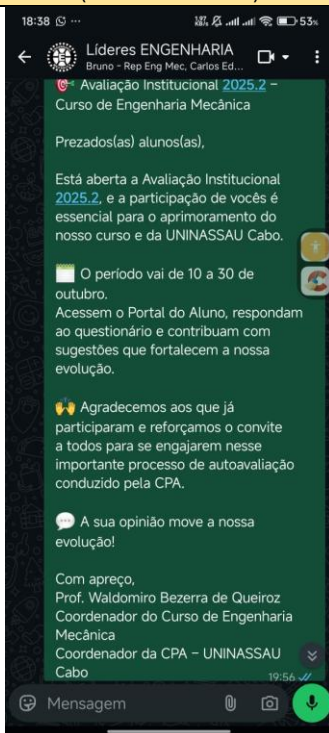 18:38
53%
Líderes ENGENHARIA
Bruno - Rep Eng Mec, Carlos Ed...
Avaliação Institucional 2025.2 –
Curso de Engenharia Mecânica
Prezados(as) alunos(as),
Está aberta a Avaliação Institucional
2025.2, e a participação de vocês é
essencial para o aprimoramento do
nosso curso e da UNINASSAU Cabo.
O período vai de 10 a 30 de
outubro.
Acessem o Portal do Aluno, respondam
ao questionário e contribuam com
sugestões que fortalecem a nossa
evolução.
Agradecemos aos que já
participaram e reforçamos o convite
a todos para se engajarem nesse
importante processo de autoavaliação
conduzido pela CPA.
A sua opinião move a nossa
evolução!
Com apreço,
Prof. Waldomiro Bezerra de Queiroz
Coordenador do Curso de Engenharia
Mecânica
Coordenador da CPA – UNINASSAU
Cabo
19:56
Mensagem